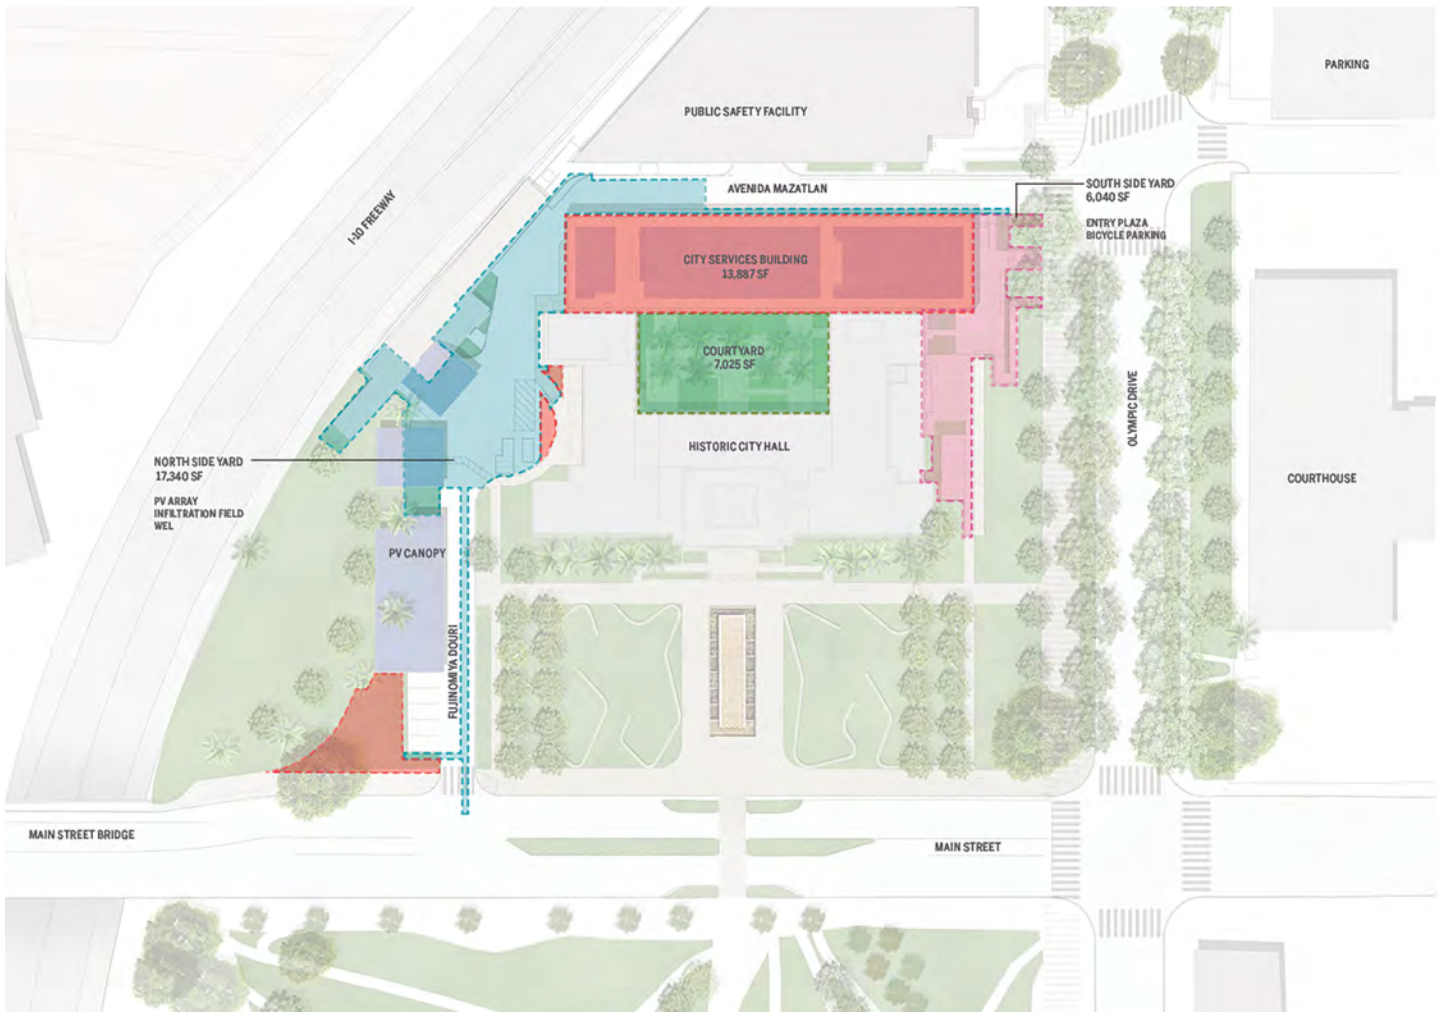 PARKING
PUBLIC SAFETY FACILITY
AVENIDA MAZATLAN
SOUTH SIDE YARD
6,040 SF
ENTRY PLAZA
BICYCLE PARKING
I-10 FREEWAY
CITY SERVICES BUILDING
13,887 SF
COURTYARD
7,025 SF
OLYMPIC DRIVE
HISTORIC CITY HALL
NORTH SIDE YARD
17,340 SF
PV ARRAY
INFILTRATION FIELD
WEL
COURTHOUSE
PV CANOPY
FUJINOMIYA DOURI
MAIN STREET BRIDGE
MAIN STREET